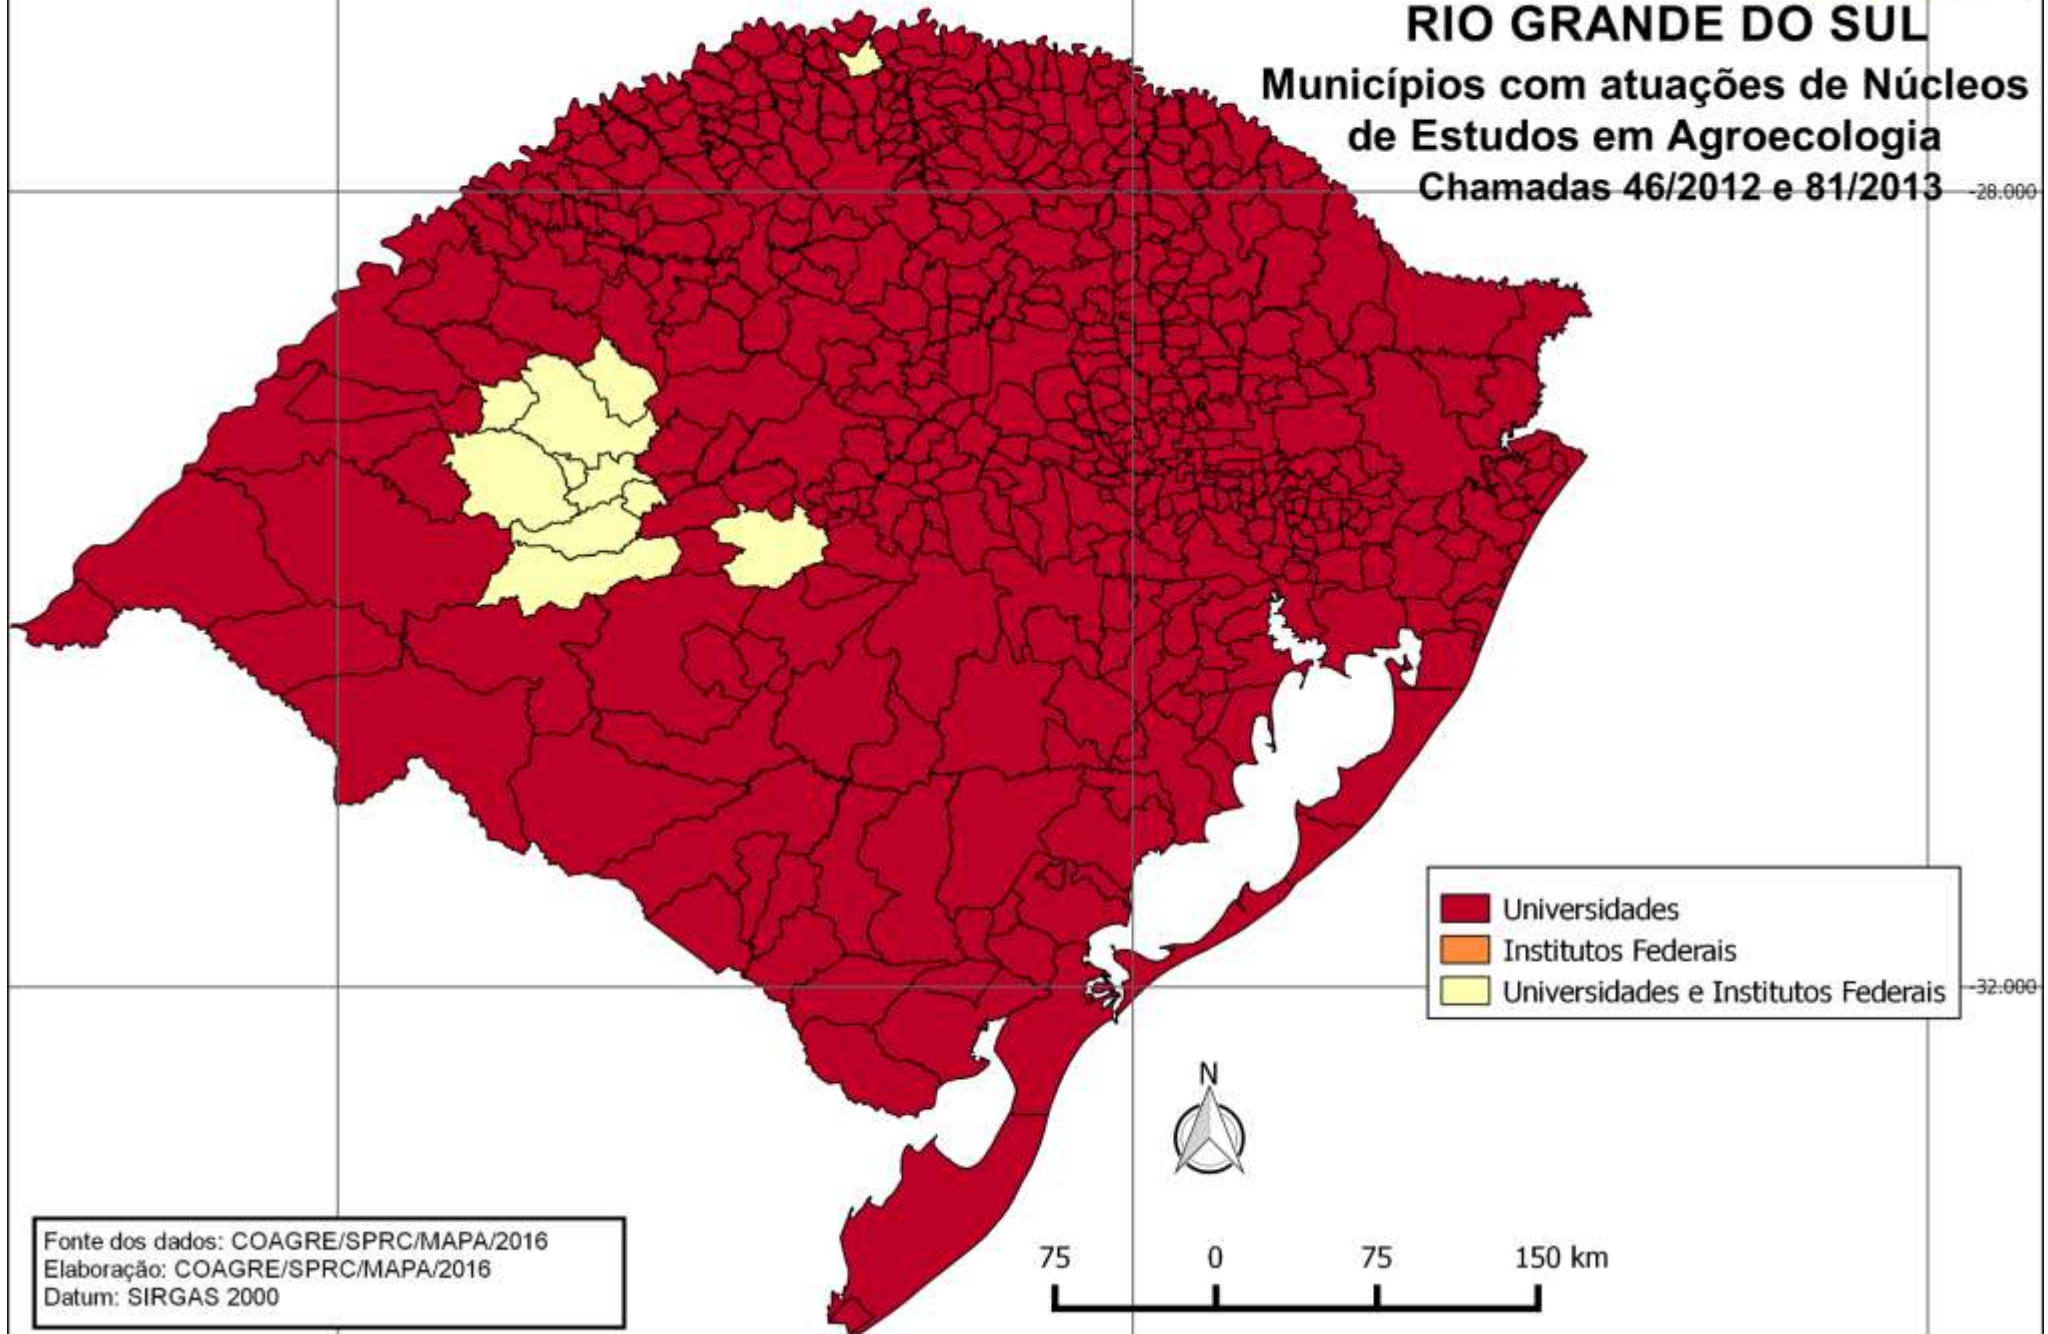 RIO GRANDE DO SUL
Municípios com atuações de Núcleos
de Estudos em Agroecologia
Chamadas 46/2012 e 81/2013
-28.000
Universidades
Institutos Federais
Universidades e Institutos Federais
-32.000
N
75 0 75 150 km
Fonte dos dados: COAGRE/SPRC/MAPA/2016
Elaboração: COAGRE/SPRC/MAPA/2016
Datum: SIRGAS 2000